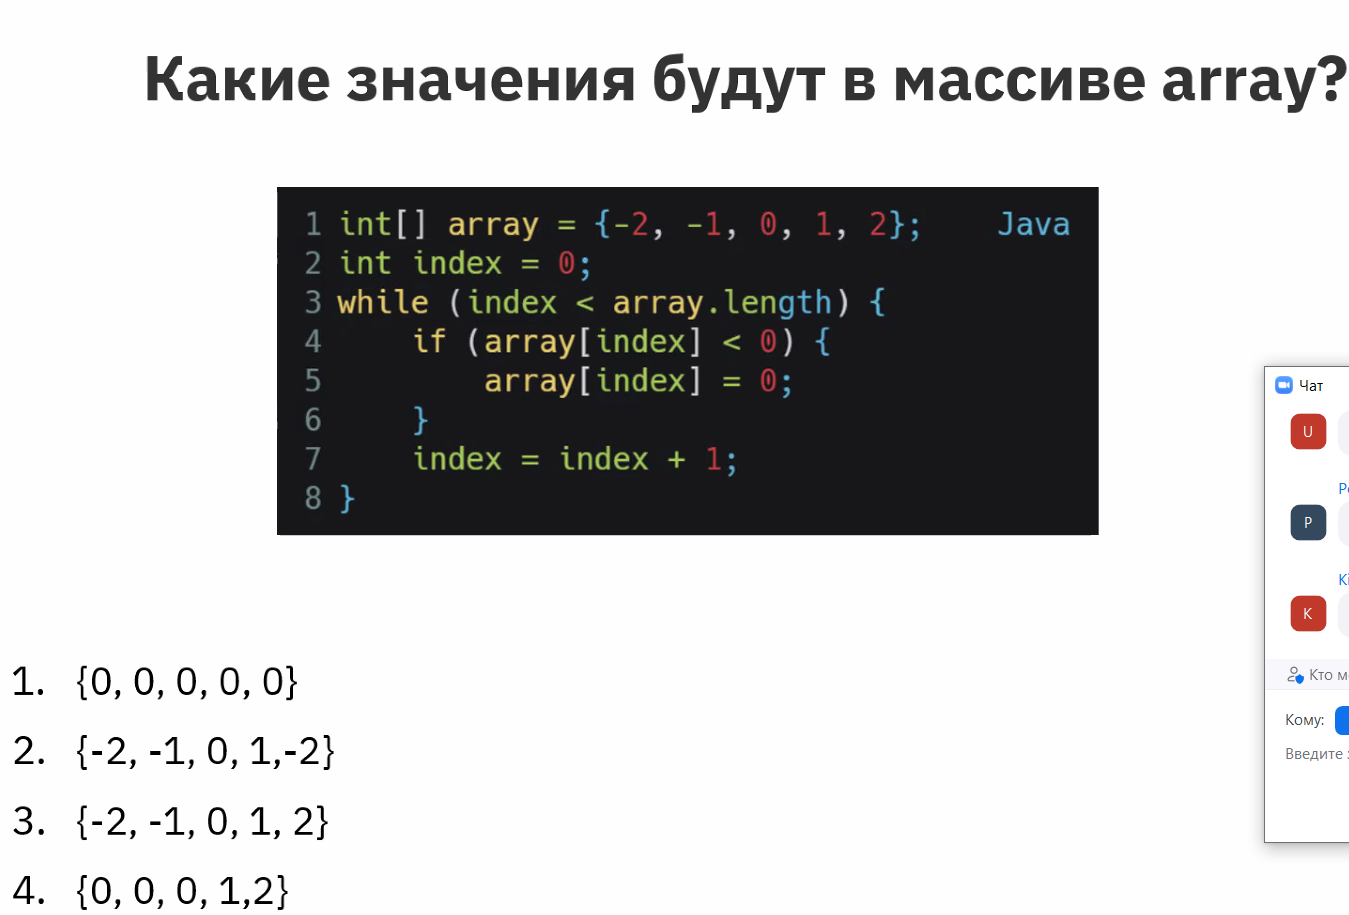 Какие значения будут в массиве array?
1 int[] array = {-2, -1, 0, 1, 2}; Java
2 int index = 0;
3 while (index < array.length) {
4 if (array[index] < 0) {
5 array[index] = 0;
6 }
7 index = index + 1;
8 }
Чат
U
P
K
Кому:
Введите
Кто
1. {0, 0, 0, 0, 0}
2. {-2, -1, 0, 1,-2}
3. {-2, -1, 0, 1, 2}
4. {0, 0, 0, 1,2}